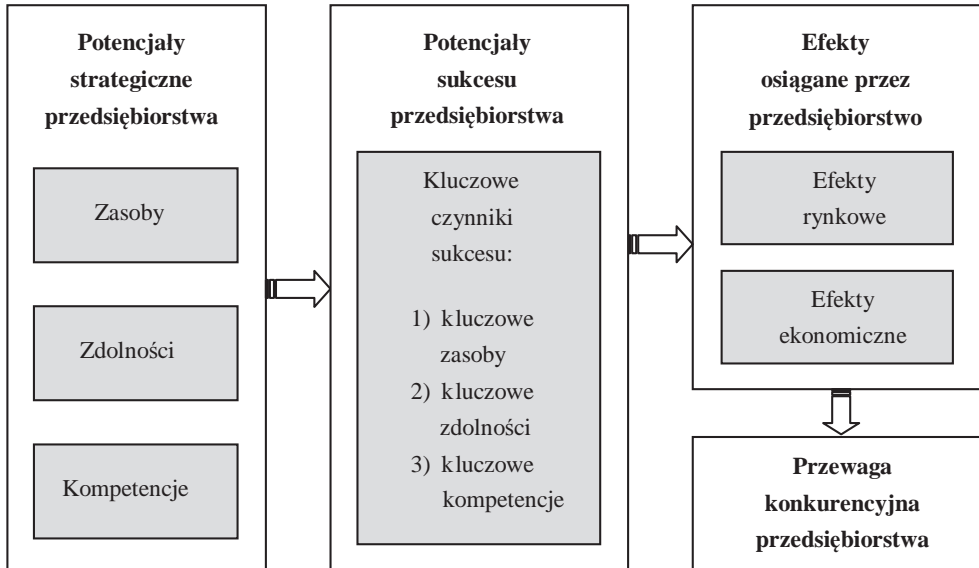 Potencjały
strategiczne
przedsiębiorstwa
Zasoby
Zdolności
Kompetencje
Potencjały
sukcesu
przedsiębiorstwa
Kluczowe
czynniki
sukcesu:
1) kluczowe
zasoby
2) kluczowe
zdolności
3) kluczowe
kompetencje
Efekty
osiągane przez
przedsiębiorstwo
Efekty
rynkowe
Efekty
ekonomiczne
Przewaga
konkurencyjna
przedsiębiorstwa